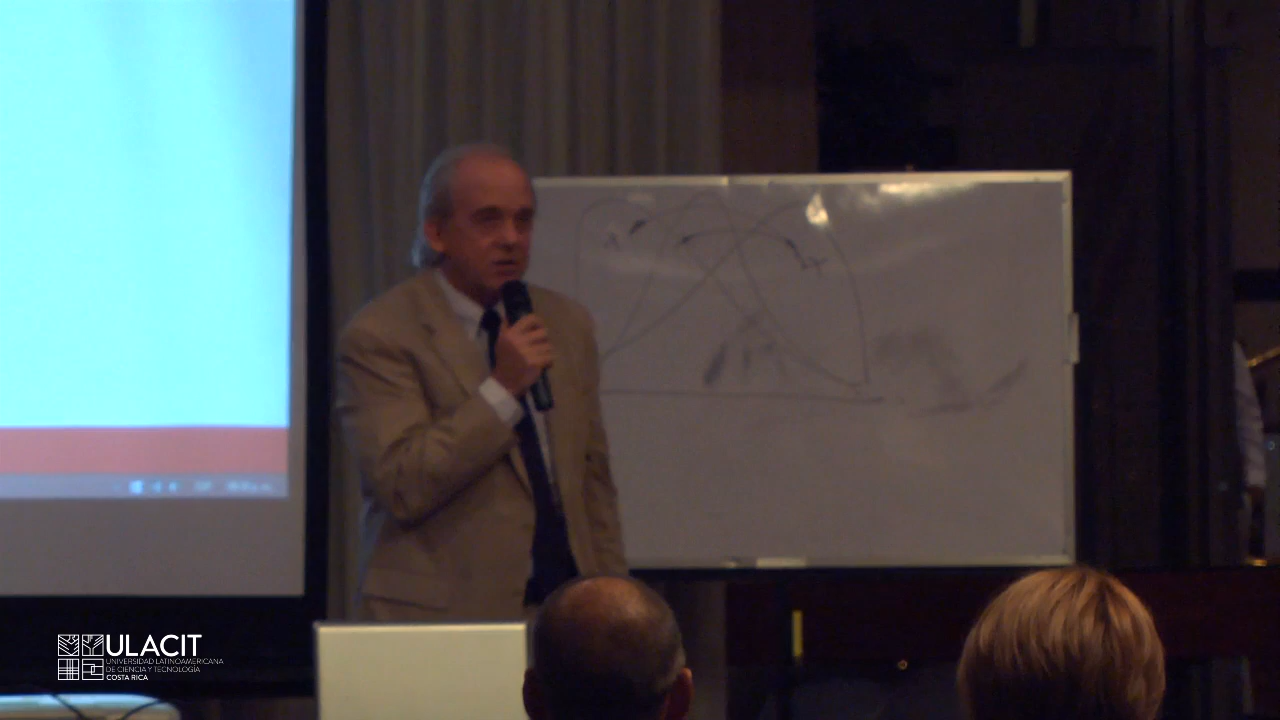 ULACIT
UNIVERSIDAD LATINOAMERICANA
DE CIENCIA Y TECNOLOGÍA
COSTA RICA